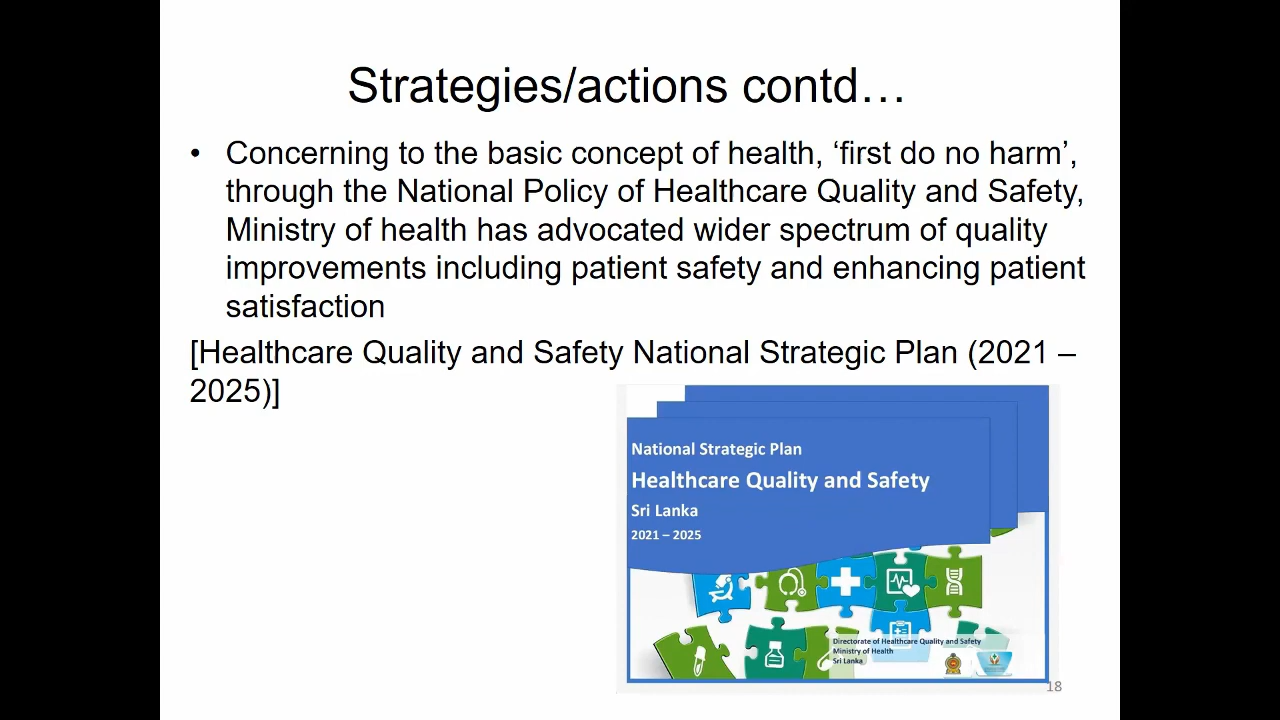 Strategies/actions contd…
• Concerning to the basic concept of health, ‘first do no harm’,
through the National Policy of Healthcare Quality and Safety,
Ministry of health has advocated wider spectrum of quality
improvements including patient safety and enhancing patient
satisfaction
[Healthcare Quality and Safety National Strategic Plan (2021 –
2025)]
National Strategic Plan
Healthcare Quality and Safety
Sri Lanka
2021 – 2025
Directorate of Healthcare Quality and Safety
Ministry of Health
Sri Lanka
18